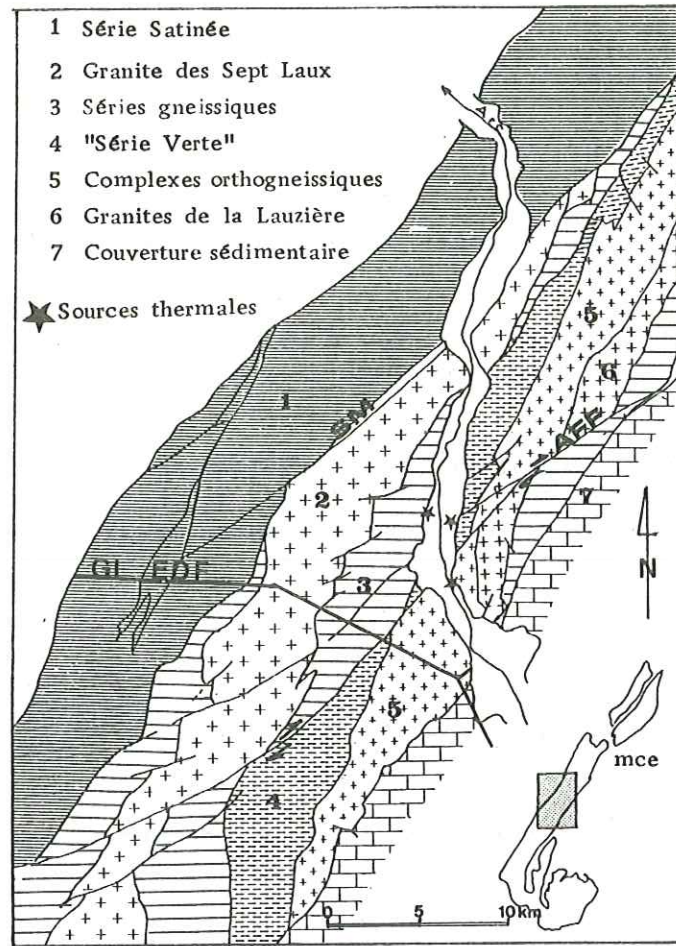 1 Série Satinée
2 Granite des Sept Laux
3 Séries gneissiques
4 "Série Verte"
5 Complexes orthogneissiques
6 Granites de la Lauzière
7 Couverture sédimentaire
Sources thermales
Arc
5
6
1
SM
AFF
2
7
GL EDF
3
N
5
4
mce
0 5 10km